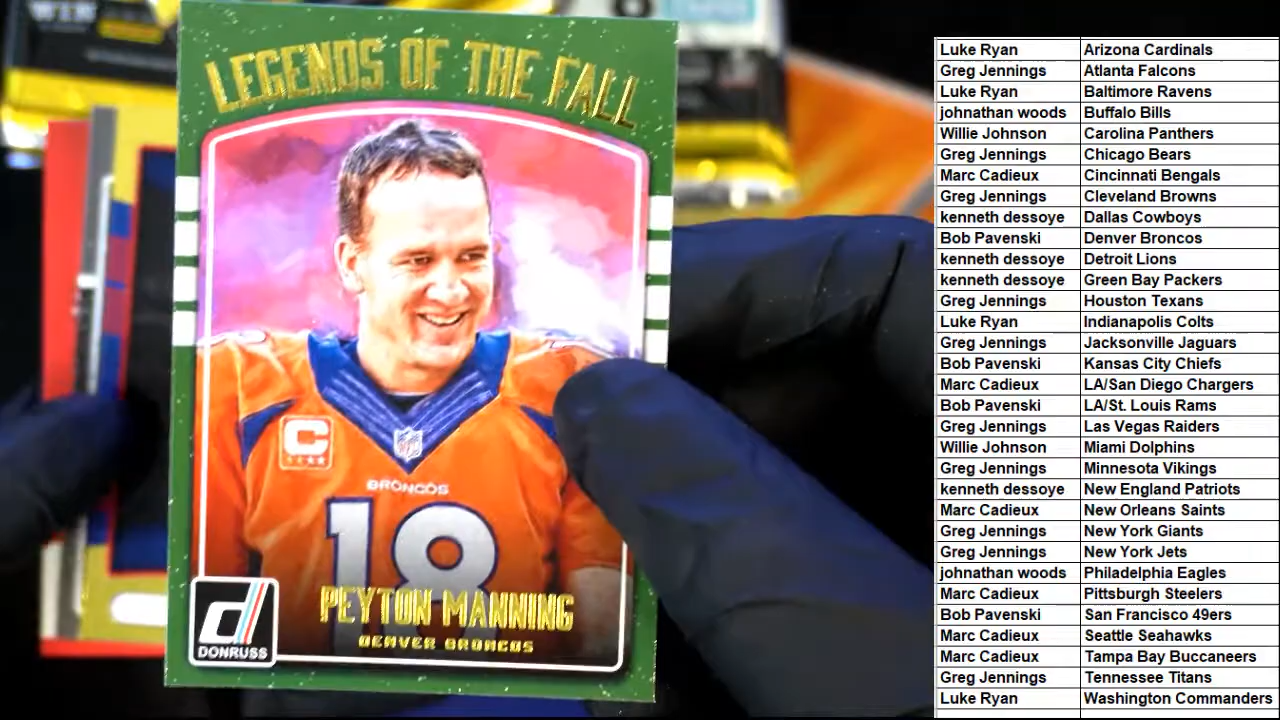 LEGENDS OF THE FALL
C
BRONCOS
18
PEYTON MANNING
DENVER BRONCOS
d
DONRUSS
Luke Ryan Arizona Cardinals
Greg Jennings Atlanta Falcons
Luke Ryan Baltimore Ravens
johnathan woods Buffalo Bills
Willie Johnson Carolina Panthers
Greg Jennings Chicago Bears
Marc Cadieux Cincinnati Bengals
Greg Jennings Cleveland Browns
kenneth dessoye Dallas Cowboys
Bob Pavenski Denver Broncos
kenneth dessoye Detroit Lions
kenneth dessoye Green Bay Packers
Greg Jennings Houston Texans
Luke Ryan Indianapolis Colts
Greg Jennings Jacksonville Jaguars
Bob Pavenski Kansas City Chiefs
Marc Cadieux LA/San Diego Chargers
Bob Pavenski LA/St. Louis Rams
Greg Jennings Las Vegas Raiders
Willie Johnson Miami Dolphins
Greg Jennings Minnesota Vikings
kenneth dessoye New England Patriots
Marc Cadieux New Orleans Saints
Greg Jennings New York Giants
Greg Jennings New York Jets
johnathan woods Philadelphia Eagles
Marc Cadieux Pittsburgh Steelers
Bob Pavenski San Francisco 49ers
Marc Cadieux Seattle Seahawks
Marc Cadieux Tampa Bay Buccaneers
Greg Jennings Tennessee Titans
Luke Ryan Washington Commanders